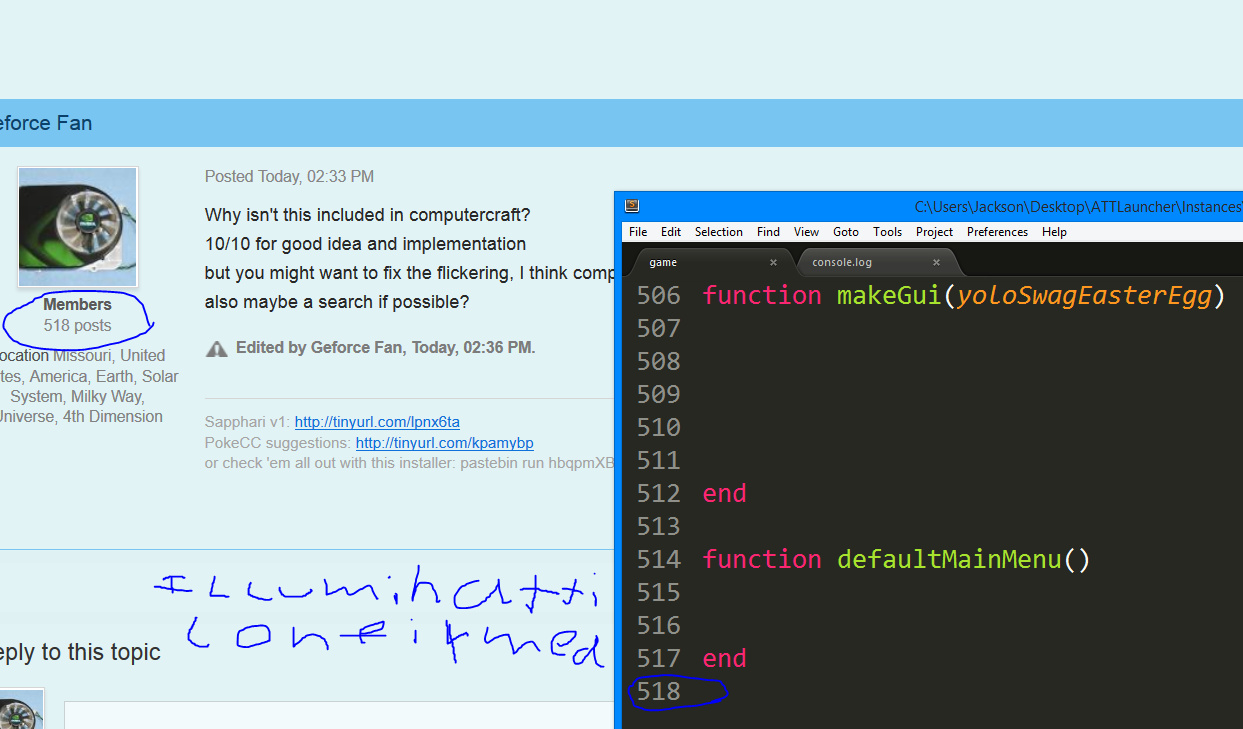 eforce Fan
Members
518 posts
ocation Missouri, United
tes, America, Earth, Solar
System, Milky Way,
Universe, 4th Dimension
Posted Today, 02:33 PM
Why isn't this included in computercraft?
10/10 for good idea and implementation
but you might want to fix the flickering, I think comp
also maybe a search if possible?
Edited by Geforce Fan, Today, 02:36 PM.
Sapphari v1: http://tinyurl.com/lpnx6ta
PokeCC suggestions: http://tinyurl.com/kpamybp
or check 'em all out with this installer: pastebin run hbqpmXB
ILLumihatti
coneirmed
eply to this topic
C:\Users\Jackson\Desktop\ATTLauncher\Instances\
File Edit Selection Find View Goto Tools Project Preferences Help
game × console.log ×
506 function makeGui(yoloSwagEasterEgg)
507
508
509
510
511
512 end
513
514 function defaultMainMenu()
515
516
517 end
518